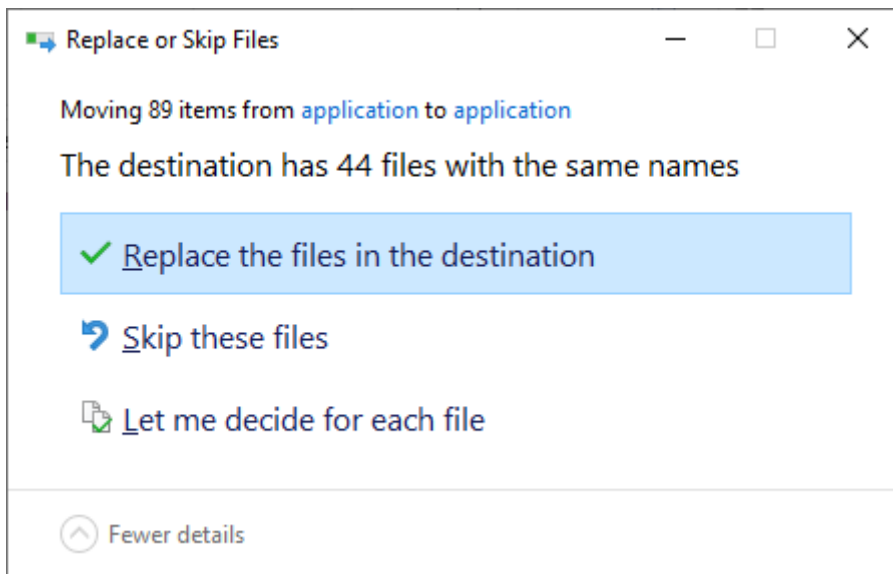 Replace or Skip Files
Moving 89 items from application to application
The destination has 44 files with the same names
Replace the files in the destination
Skip these files
Let me decide for each file
Fewer details